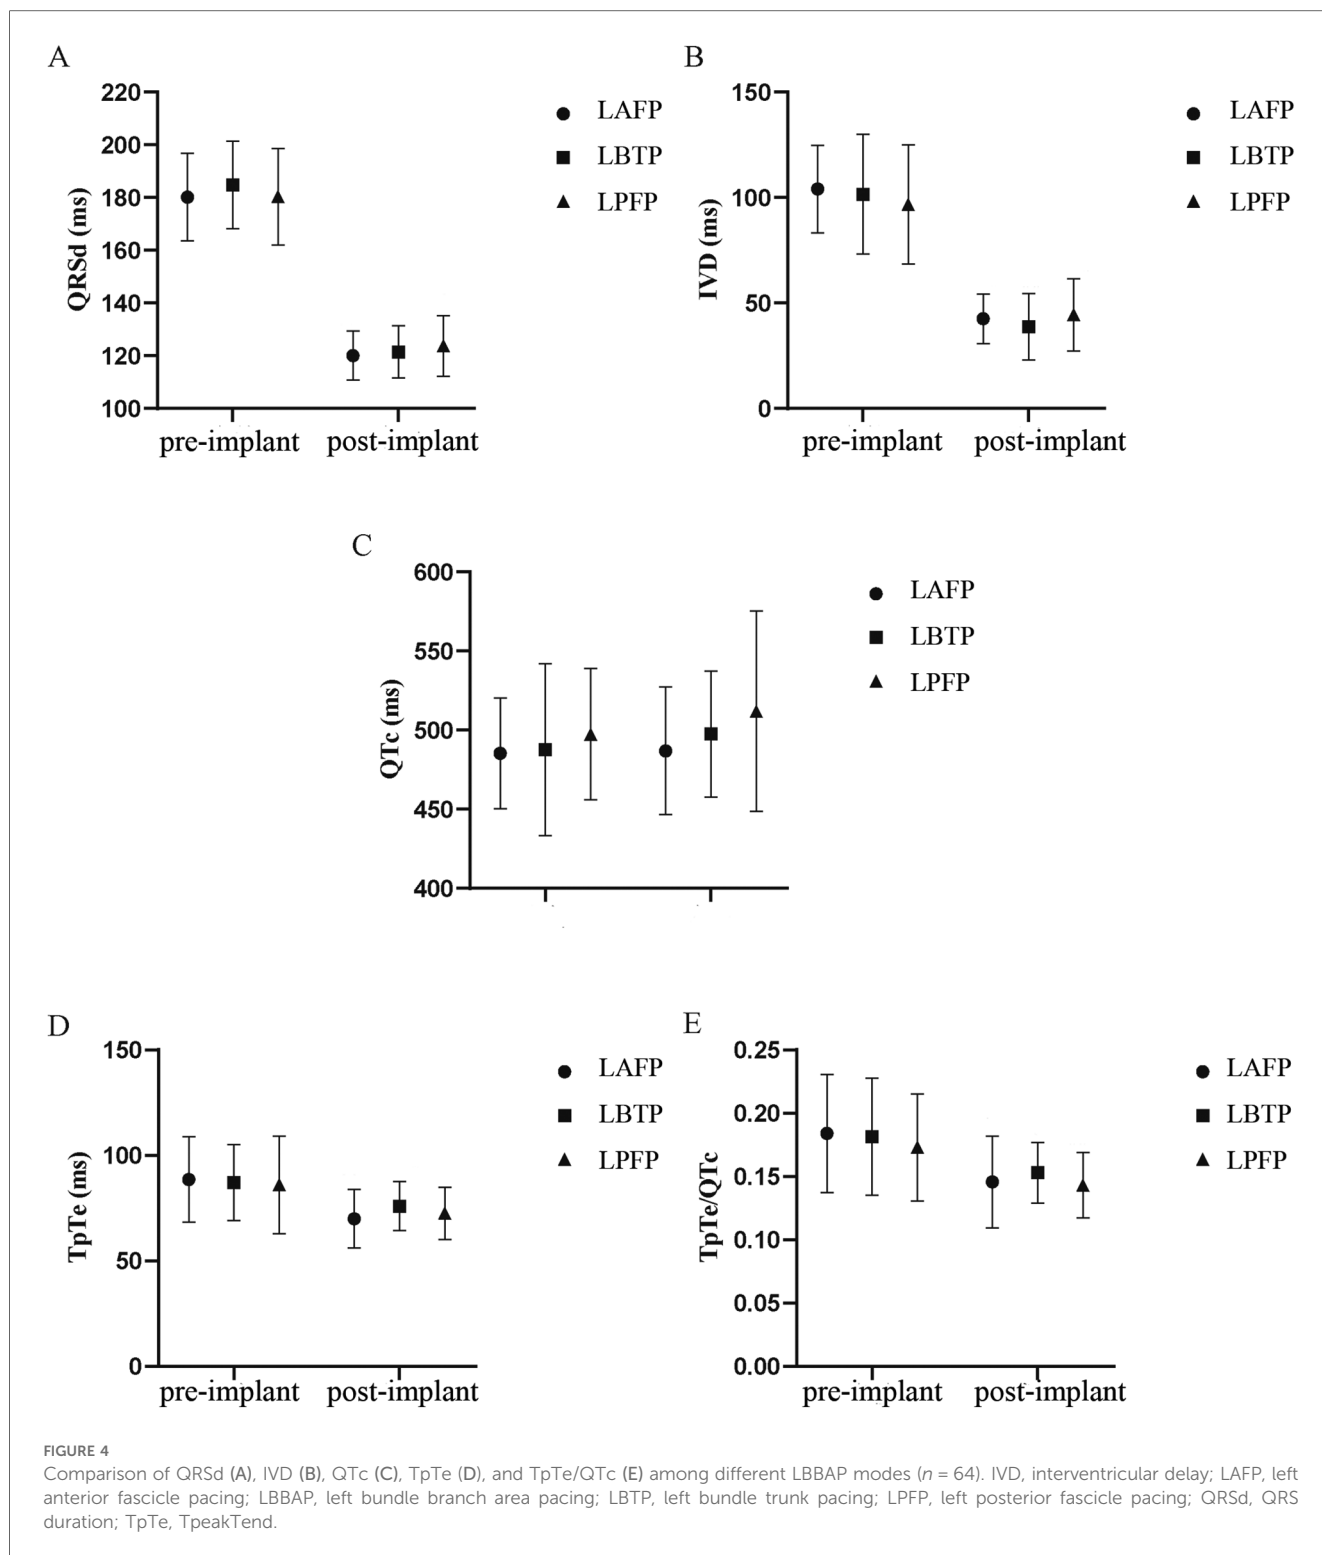 A
220
200
180
160
140
120
100
QRSd (ms)
pre-implant
post-implant
LAFP
LBTP
LPFP
B
150
100
50
0
IVD (ms)
pre-implant
post-implant
LAFP
LBTP
LPFP
C
600
550
500
450
400
QTc (ms)
LAFP
LBTP
LPFP
D
150
100
50
0
TpTe (ms)
pre-implant
post-implant
LAFP
LBTP
LPFP
E
0.25
0.20
0.15
0.10
0.05
0.00
TpTe/QTc
pre-implant
post-implant
LAFP
LBTP
LPFP
FIGURE 4
Comparison of QRSd (A), IVD (B), QTc (C), TpTe (D), and TpTe/QTc (E) among different LBBAP modes (n = 64). IVD, interventricular delay; LAFP, left
anterior fascicle pacing; LBBAP, left bundle branch area pacing; LBTP, left bundle trunk pacing; LPFP, left posterior fascicle pacing; QRSd, QRS
duration; TpTe, TpeakTend.